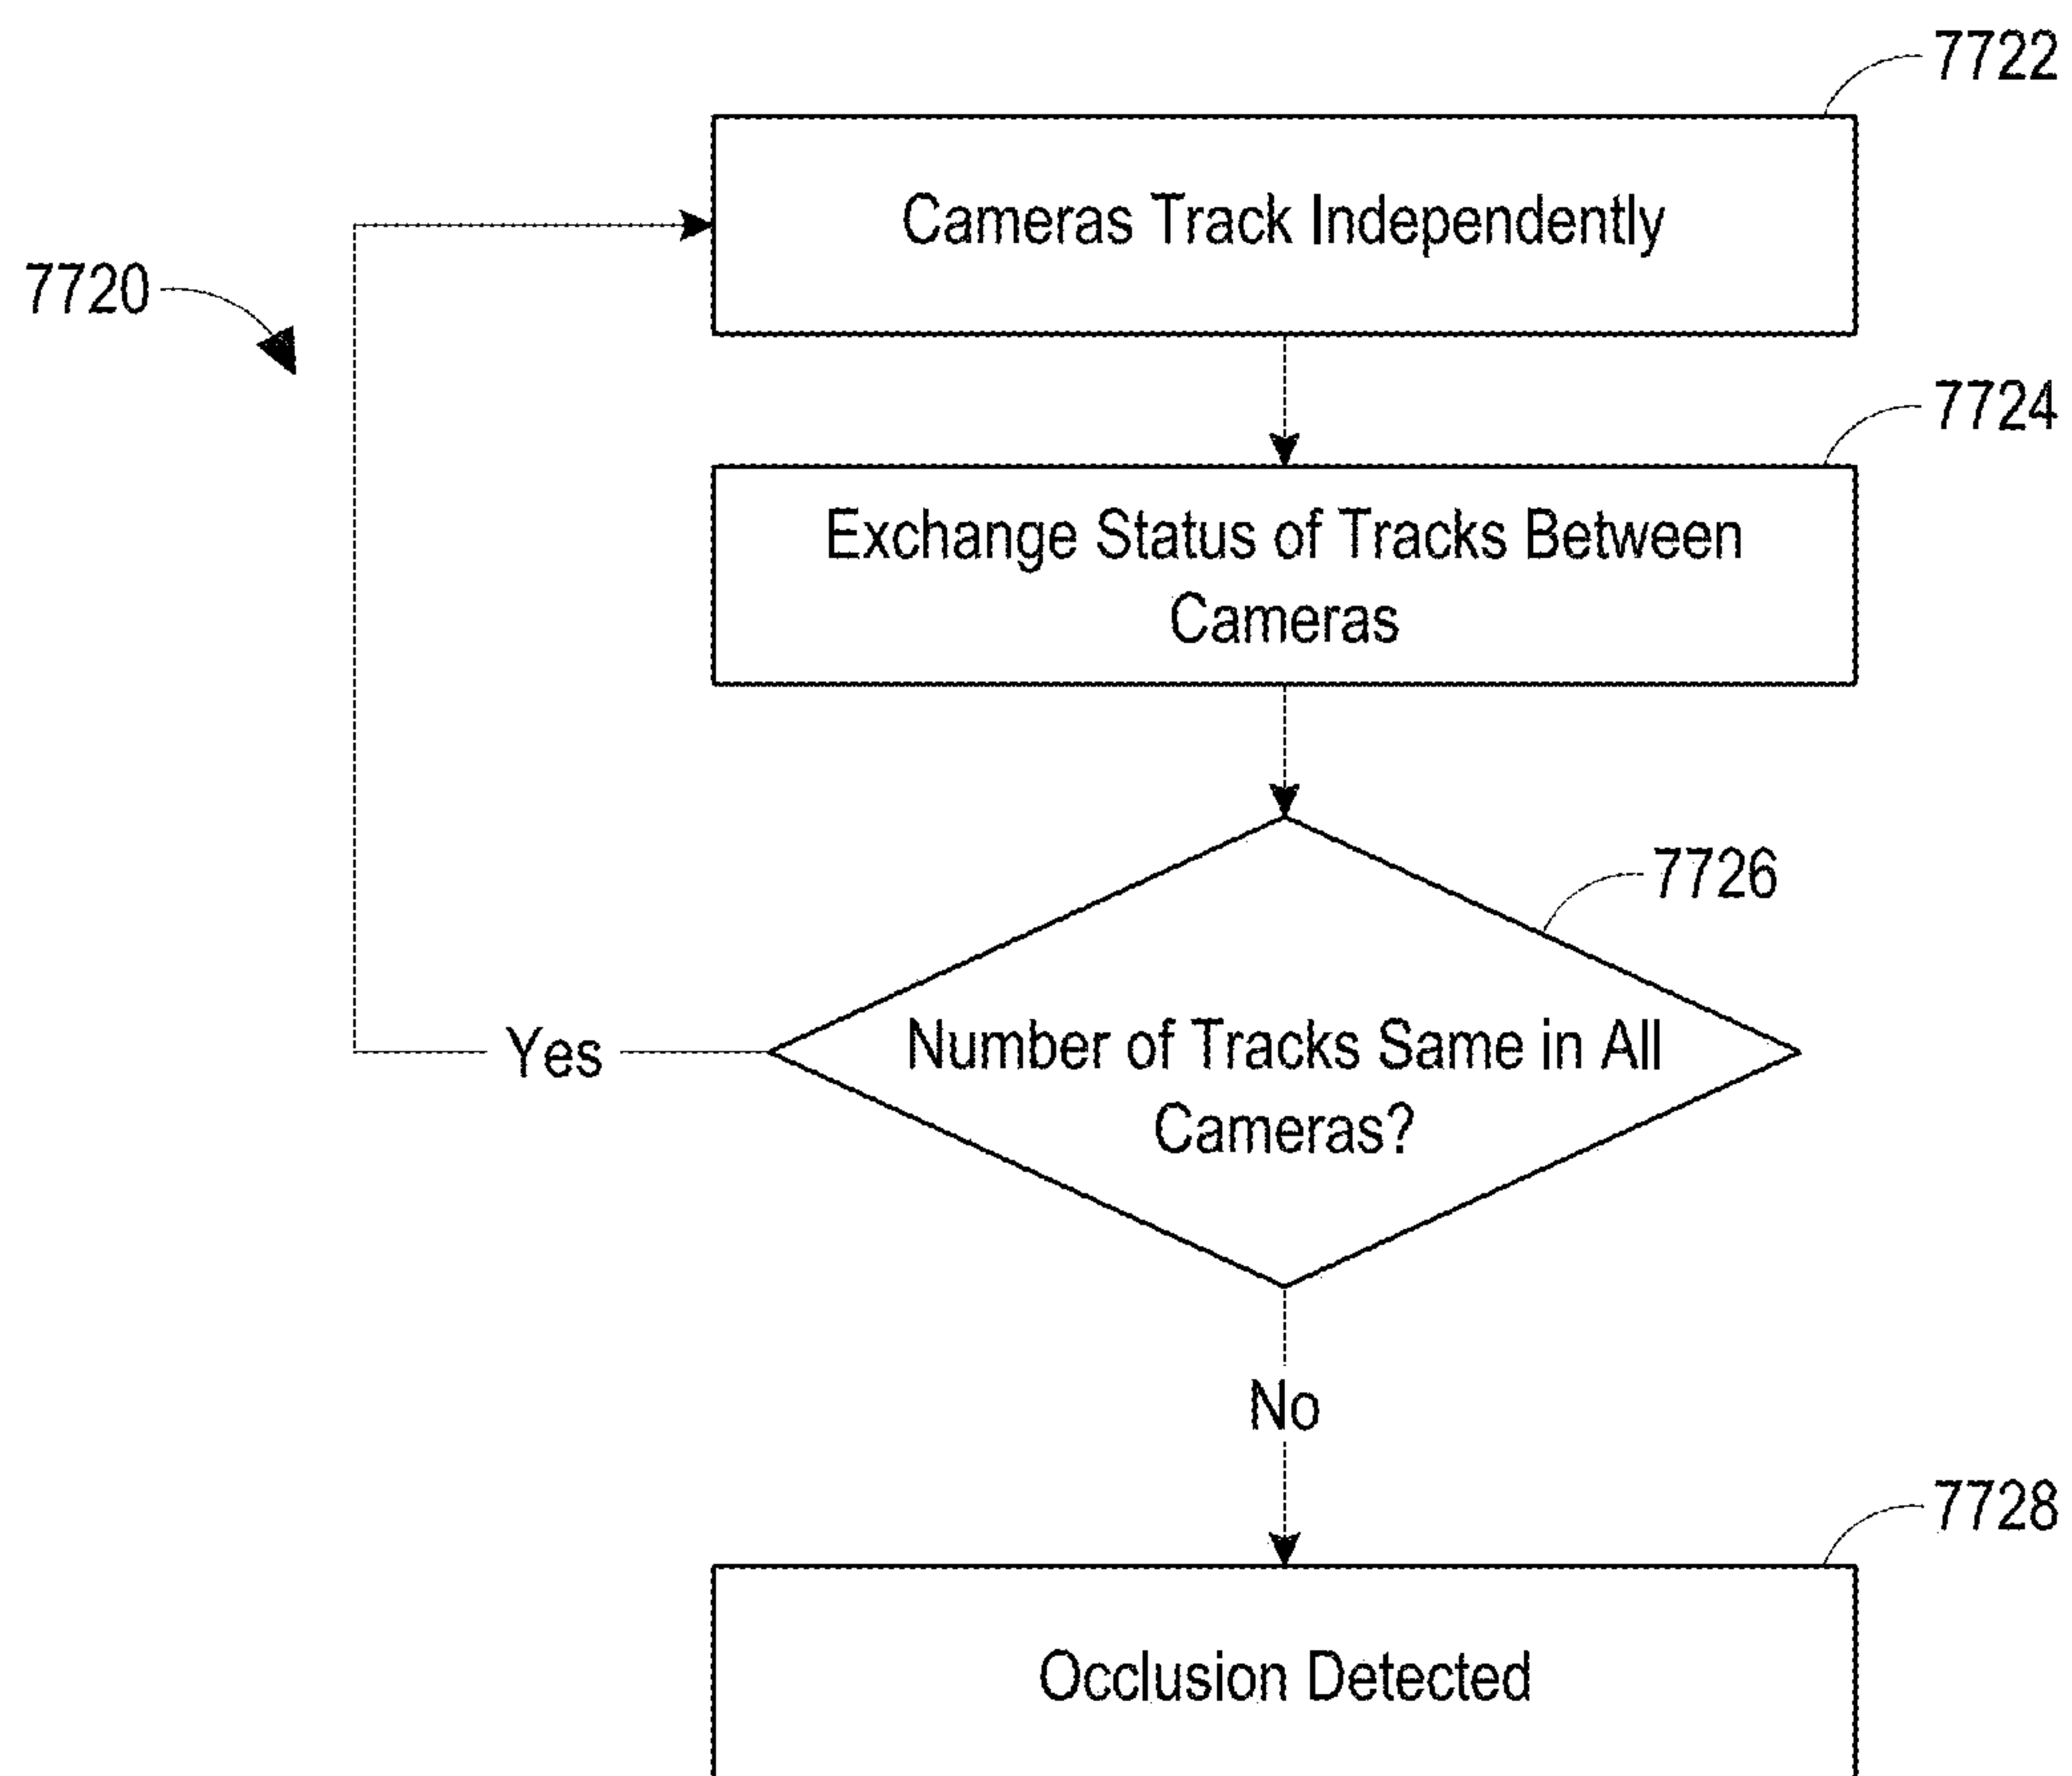 7722
Cameras Track Independently
7720
7724
Exchange Status of Tracks Between
Cameras
7726
Number of Tracks Same in All
Cameras?
Yes
No
7728
Occlusion Detected